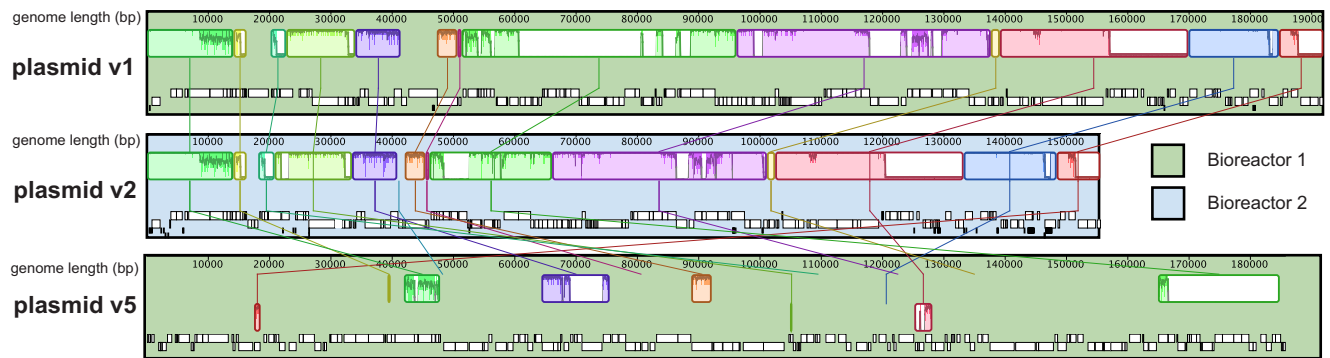 genome length (bp) 10000 20000 30000 40000 50000 60000 70000 80000 90000 100000 110000 120000 130000 140000 150000 160000 170000 180000 19000
plasmid v1
genome length (bp) 10000 20000 30000 40000 50000 60000 70000 80000 90000 100000 110000 120000 130000 140000 150000
plasmid v2
Bioreactor 1
Bioreactor 2
genome length (bp) 10000 20000 30000 40000 50000 60000 70000 80000 90000 100000 110000 120000 130000 140000 150000 160000 170000 180000
plasmid v5